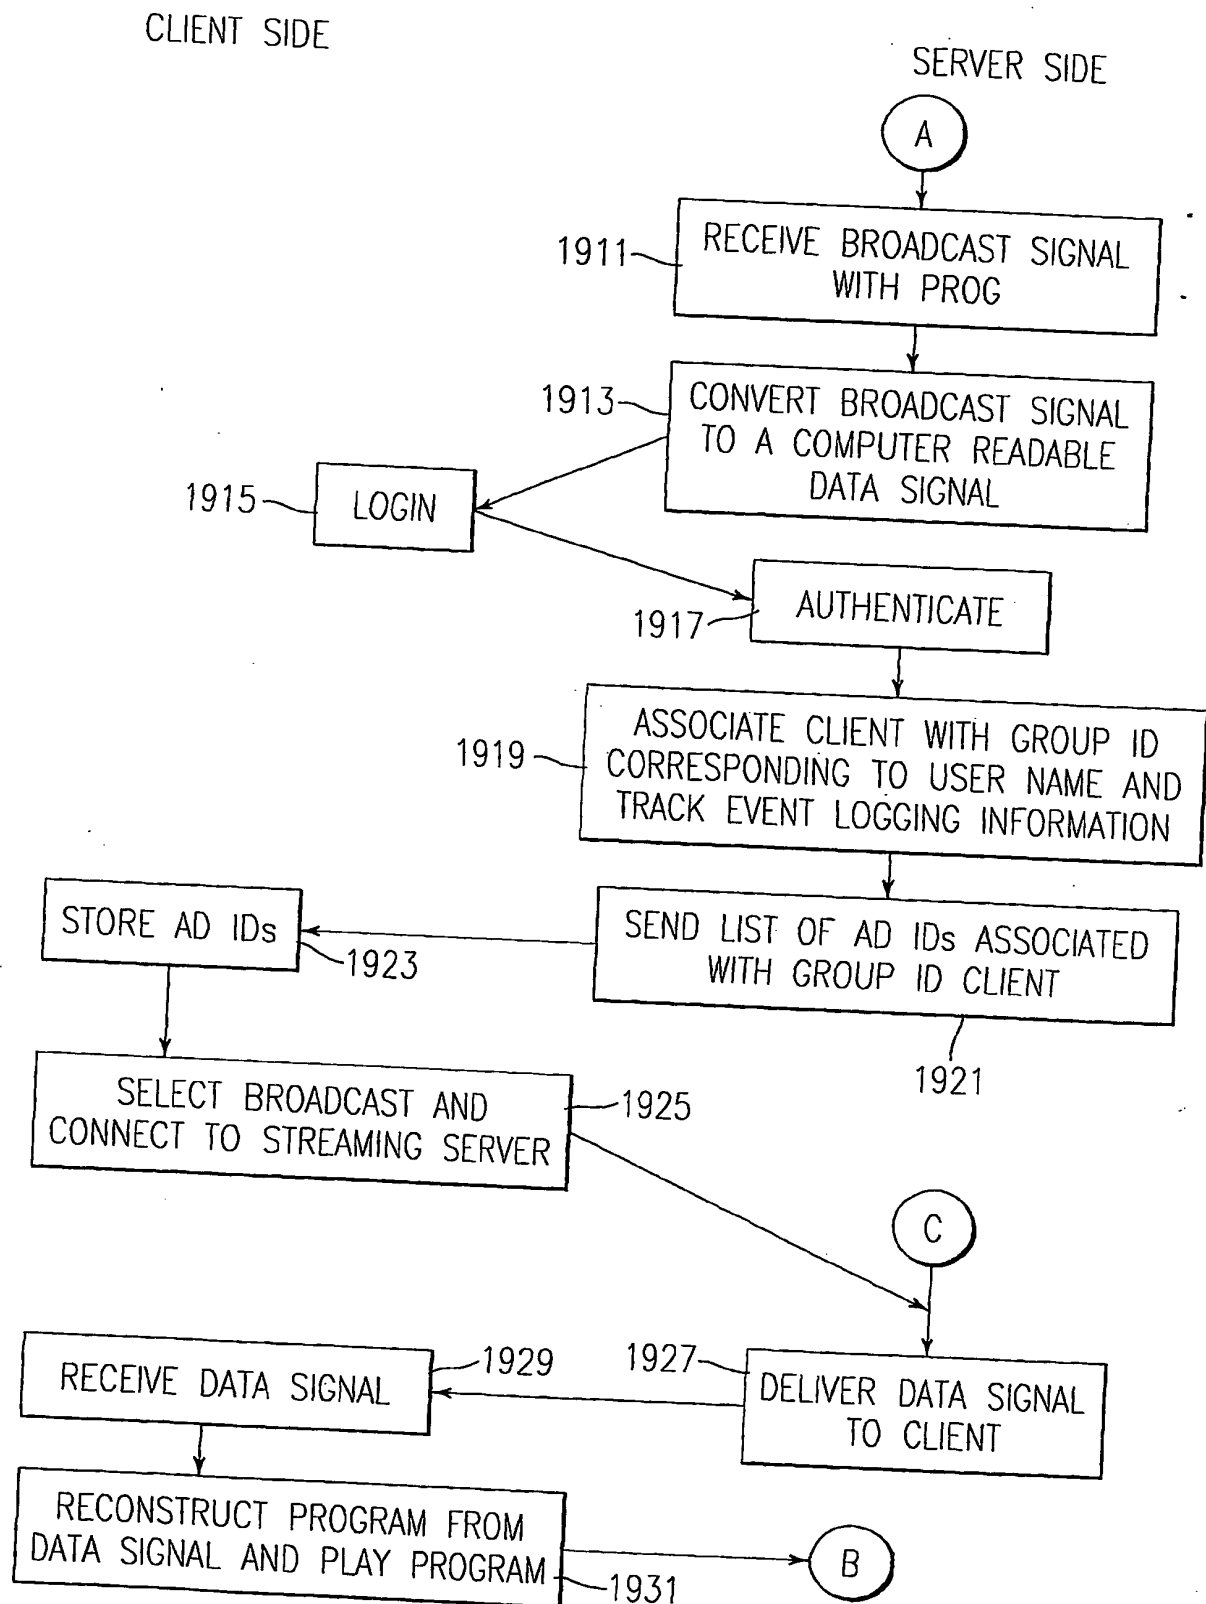 CLIENT SIDE
SERVER SIDE
A
1911
RECEIVE BROADCAST SIGNAL
WITH PROG
1913
CONVERT BROADCAST SIGNAL
TO A COMPUTER READABLE
DATA SIGNAL
1915
LOGIN
1917
AUTHENTICATE
1919
ASSOCIATE CLIENT WITH GROUP ID
CORRESPONDING TO USER NAME AND
TRACK EVENT LOGGING INFORMATION
STORE AD IDs
1923
SEND LIST OF AD IDs ASSOCIATED
WITH GROUP ID CLIENT
1921
SELECT BROADCAST AND
CONNECT TO STREAMING SERVER
1925
C
RECEIVE DATA SIGNAL
1929
1927
DELIVER DATA SIGNAL
TO CLIENT
RECONSTRUCT PROGRAM FROM
DATA SIGNAL AND PLAY PROGRAM
1931
B